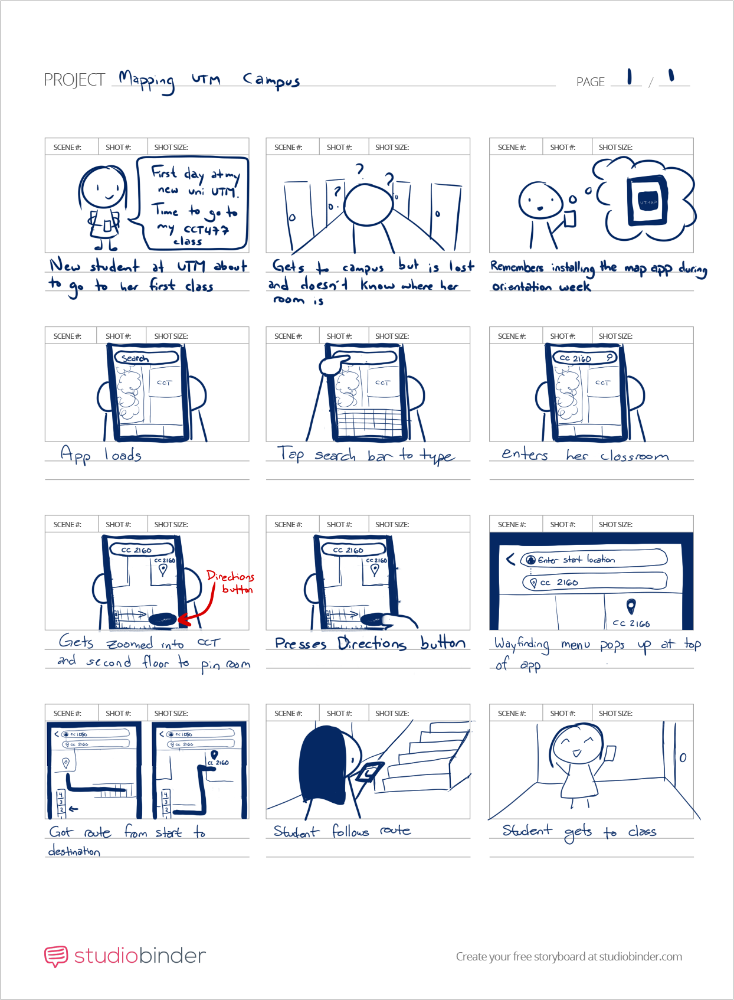 PROJECT Mapping UTM Campus
PAGE 1 / 1
SCENE #: SHOT #: SHOT SIZE:
First day at my
new uni UTM.
Time to go to
my CCT477
class
New student at UTM about
to go to her first class
SCENE #: SHOT #: SHOT SIZE:
? ?
?
Gets to campus but is lost
and doesn't know where her
room is
SCENE #: SHOT #: SHOT SIZE:
UTMAP
Remembers installing the map app during
orientation week
SCENE #: SHOT #: SHOT SIZE:
Search
CCT
App loads
SCENE #: SHOT #: SHOT SIZE:
CCT
Tap search bar to type
SCENE #: SHOT #: SHOT SIZE:
CC 2160
CCT
enters her classroom
SCENE #: SHOT #: SHOT SIZE:
CC 2160
CC 2160
Directions
button
Gets zoomed into CCT
and second floor to pin room
SCENE #: SHOT #: SHOT SIZE:
CC 2160
CC 2160
Presses Directions button
SCENE #: SHOT #: SHOT SIZE:
< Enter start location
CC 2160
CC 2160
Wayfinding menu pops up at top
of app
SCENE #: SHOT #: SHOT SIZE:
< CC 1080
CC 2160
4
3
2
< CC 1080
CC 2160
CC 2160
4
3
2
Got route from start to
destination
SCENE #: SHOT #: SHOT SIZE:
Student follows route
SCENE #: SHOT #: SHOT SIZE:
Student gets to class
studiobinder
Create your free storyboard at studiobinder.com